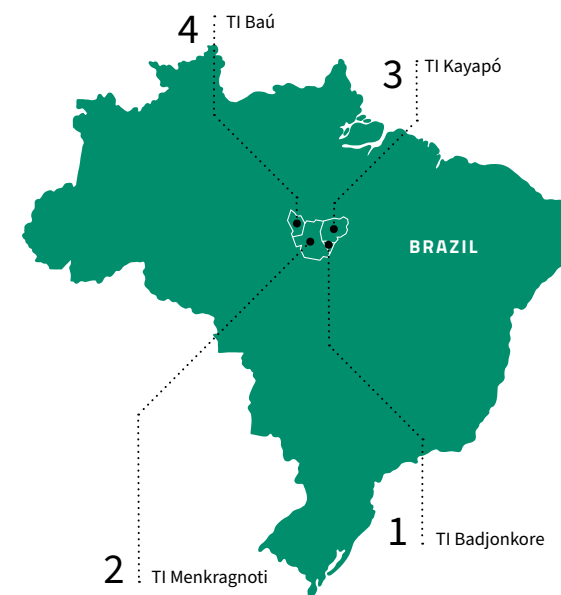 4 TI Baú
3 TI Kayapó
BRAZIL
1 TI Badjonkore
2 TI Menkragnoti